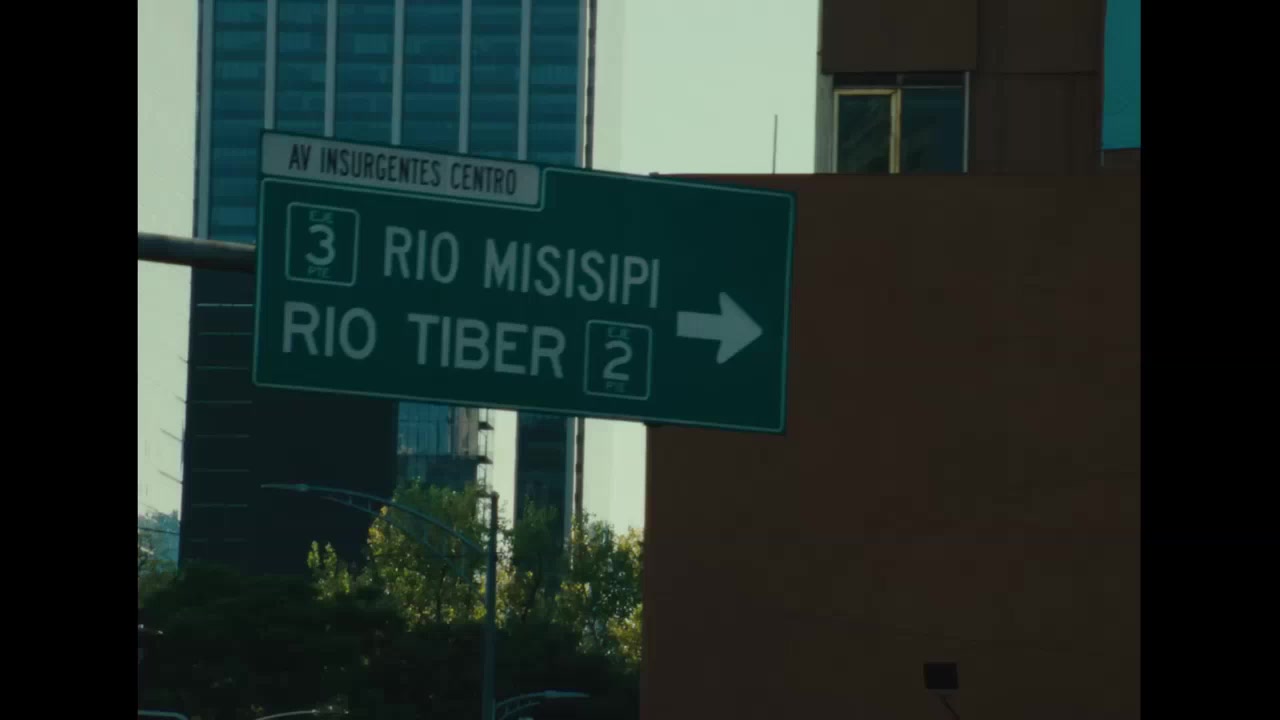 AV INSURGENTES CENTRO
EJE
3
PTE
RIO MISISIPI
RIO TIBER
EJE
2
PTE